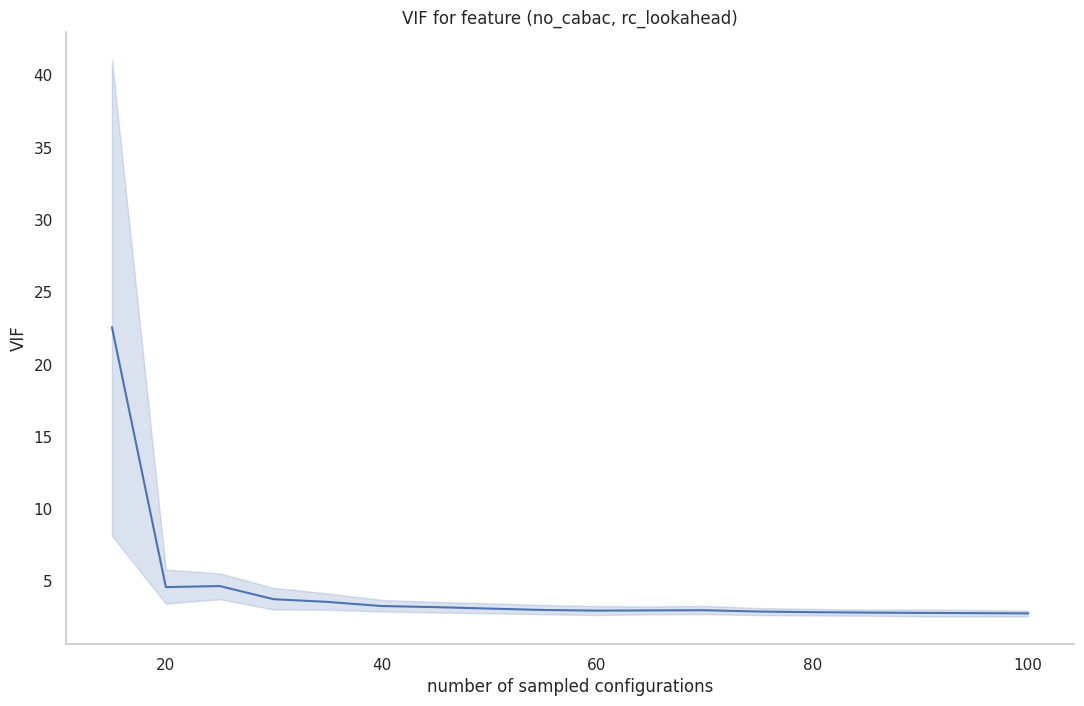 VIF for feature (no_cabac, rc_lookahead)
40
35
30
25
20
15
10
5
VIF
20 40 60 80 100
number of sampled configurations